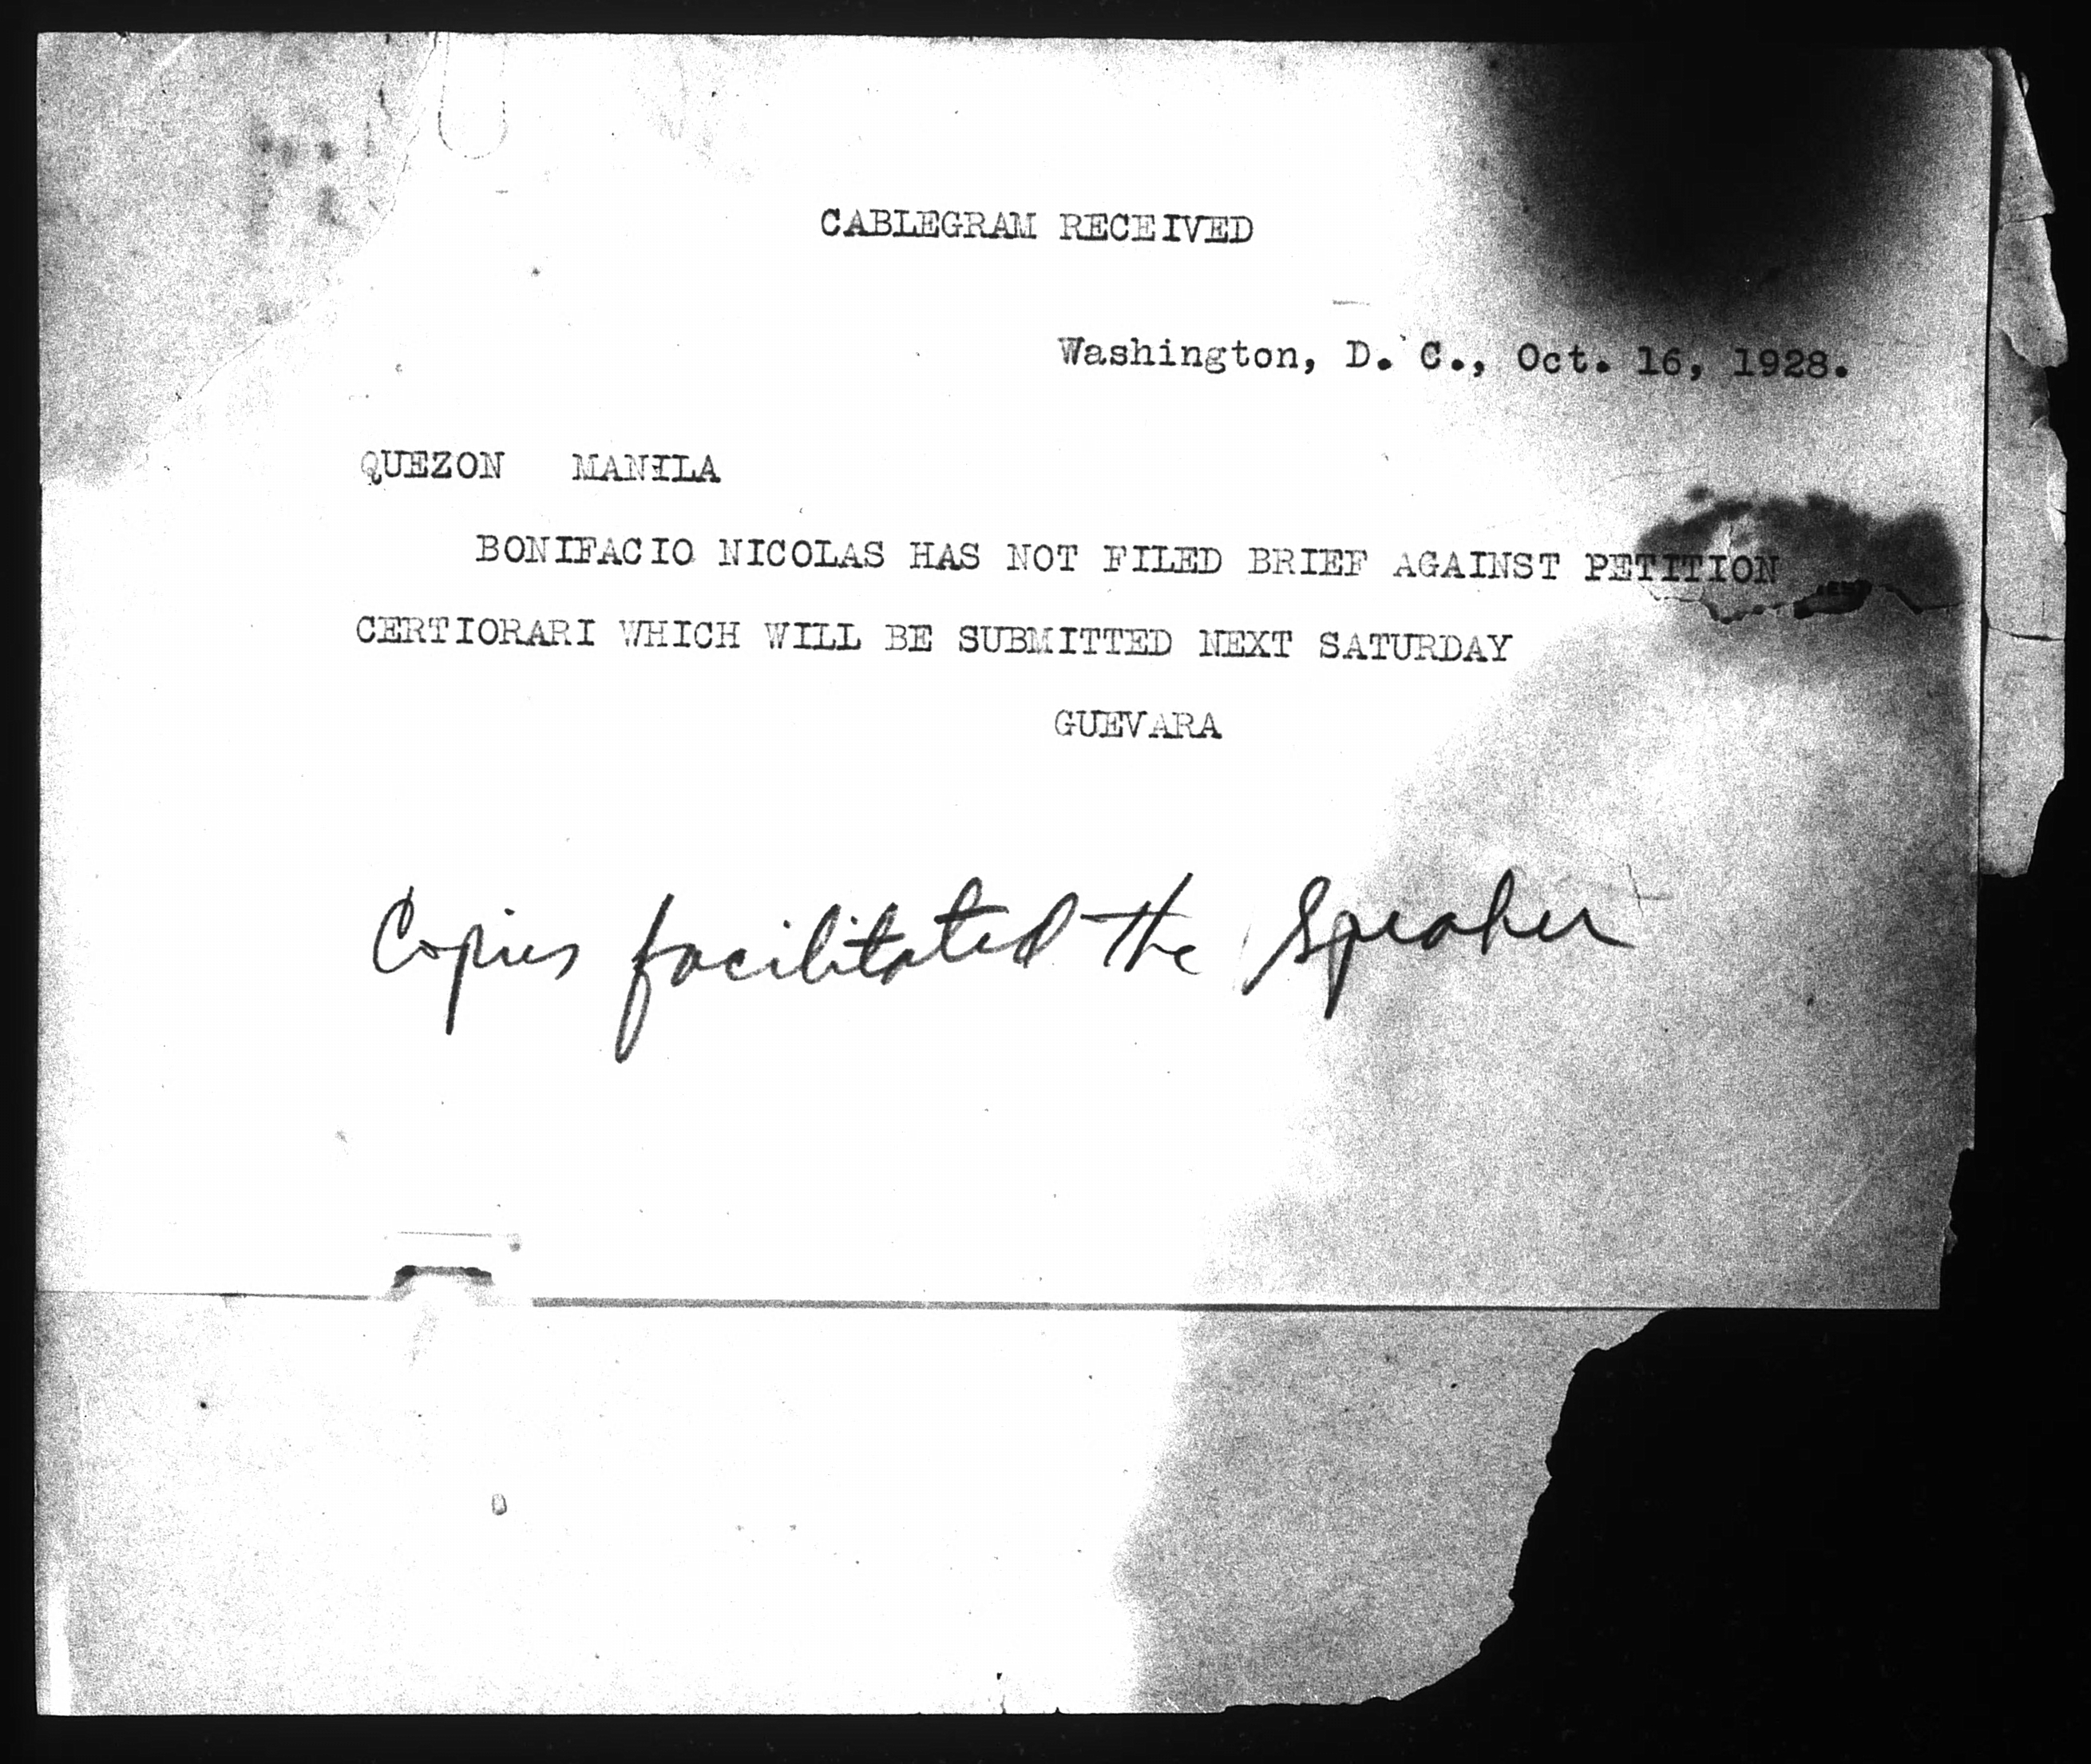 CABLEGRAM RECEIVED
Washington, D. C., Oct. 16, 1928.
QUEZON MANILA
BONIFACIO NICOLAS HAS NOT FILED BRIEF AGAINST PETITION
CERTIORARI WHICH WILL BE SUBMITTED NEXT SATURDAY
GUEVARA
Copies facilitated the Speaker